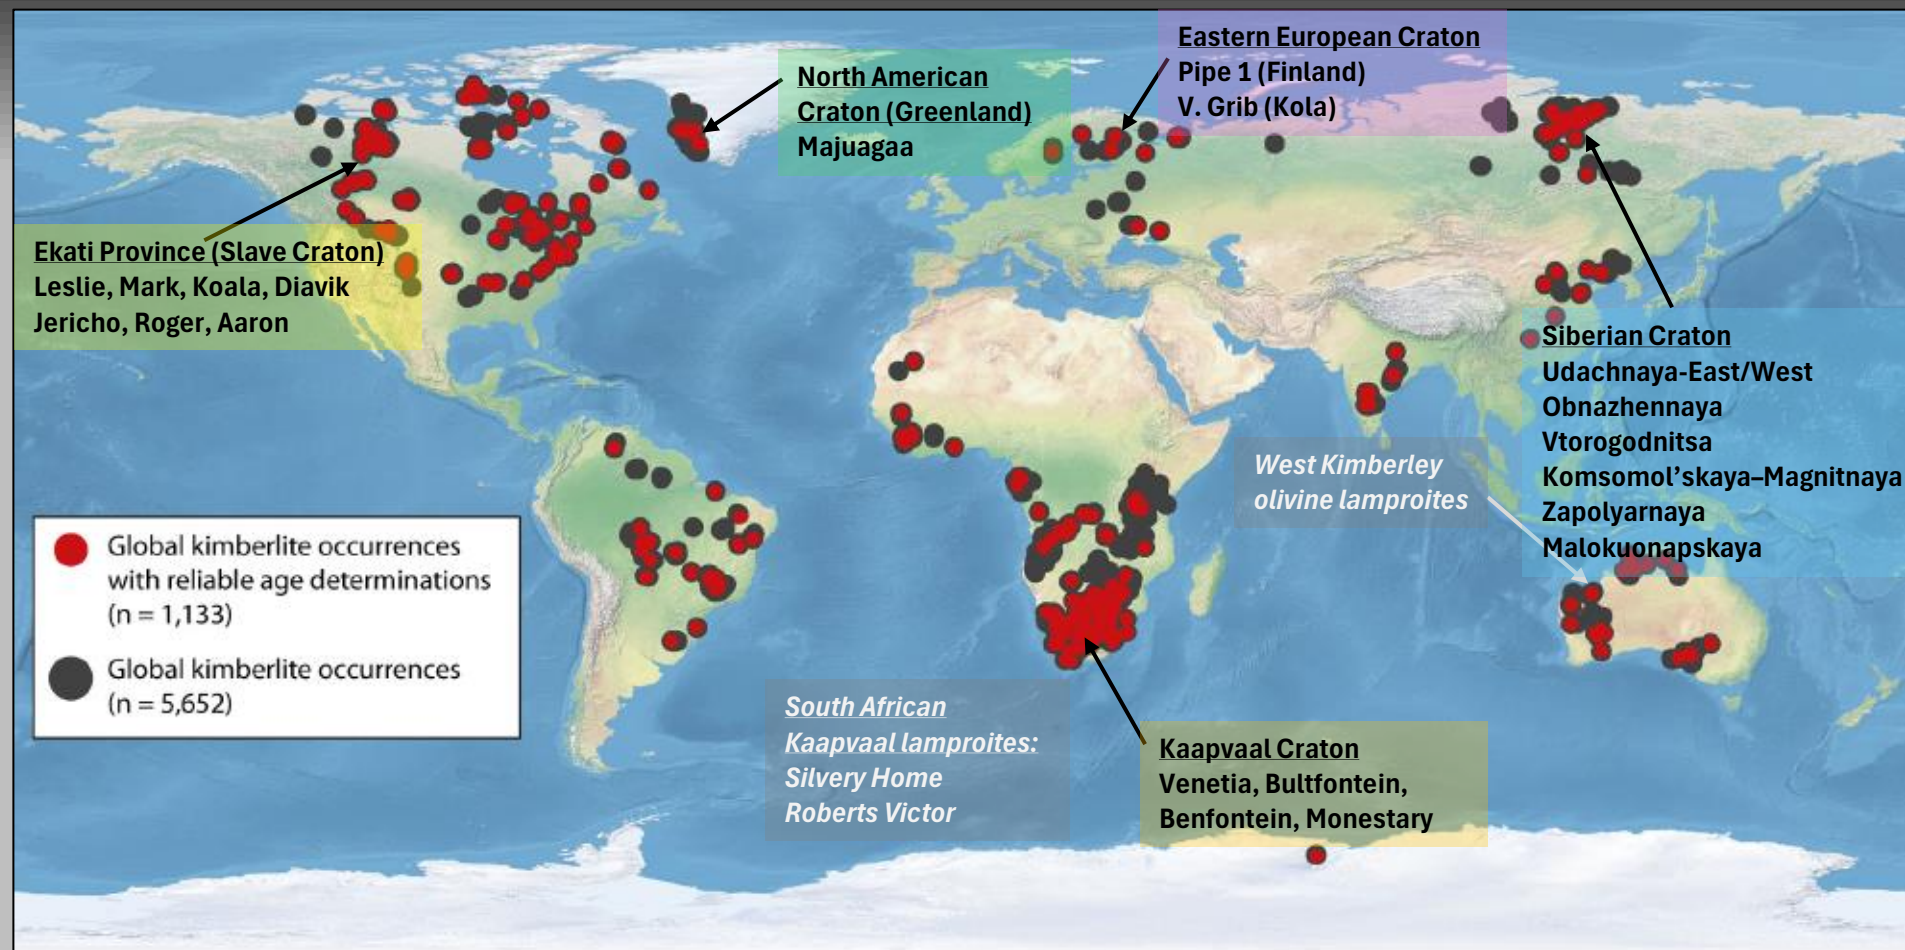 Eastern European Craton
Pipe 1 (Finland)
V. Grib (Kola)
North American
Craton (Greenland)
Majuagaa
Ekati Province (Slave Craton)
Leslie, Mark, Koala, Diavik
Jericho, Roger, Aaron
Siberian Craton
Udachnaya-East/West
Obnazhennaya
Vtorogodnitsa
Komsomol’skaya–Magnitnaya
Zapolyarnaya
Malokuonapskaya
West Kimberley
olivine lamproites
Global kimberlite occurrences
with reliable age determinations
(n = 1,133)
Global kimberlite occurrences
(n = 5,652)
South African
Kaapvaal lamproites:
Silvery Home
Roberts Victor
Kaapvaal Craton
Venetia, Bultfontein,
Benfontein, Monestary